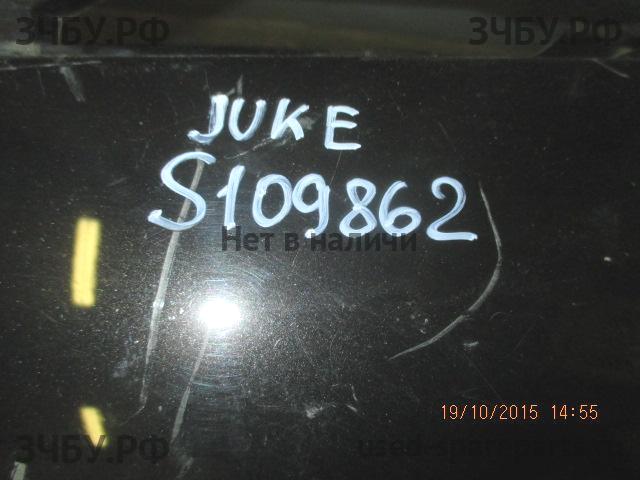 ЗЧБУ.РФ ЗЧБУ.РФ
JUKE
S109862
Нет в наличи
19/10/2015 14:55
ЗЧБУ.РФ